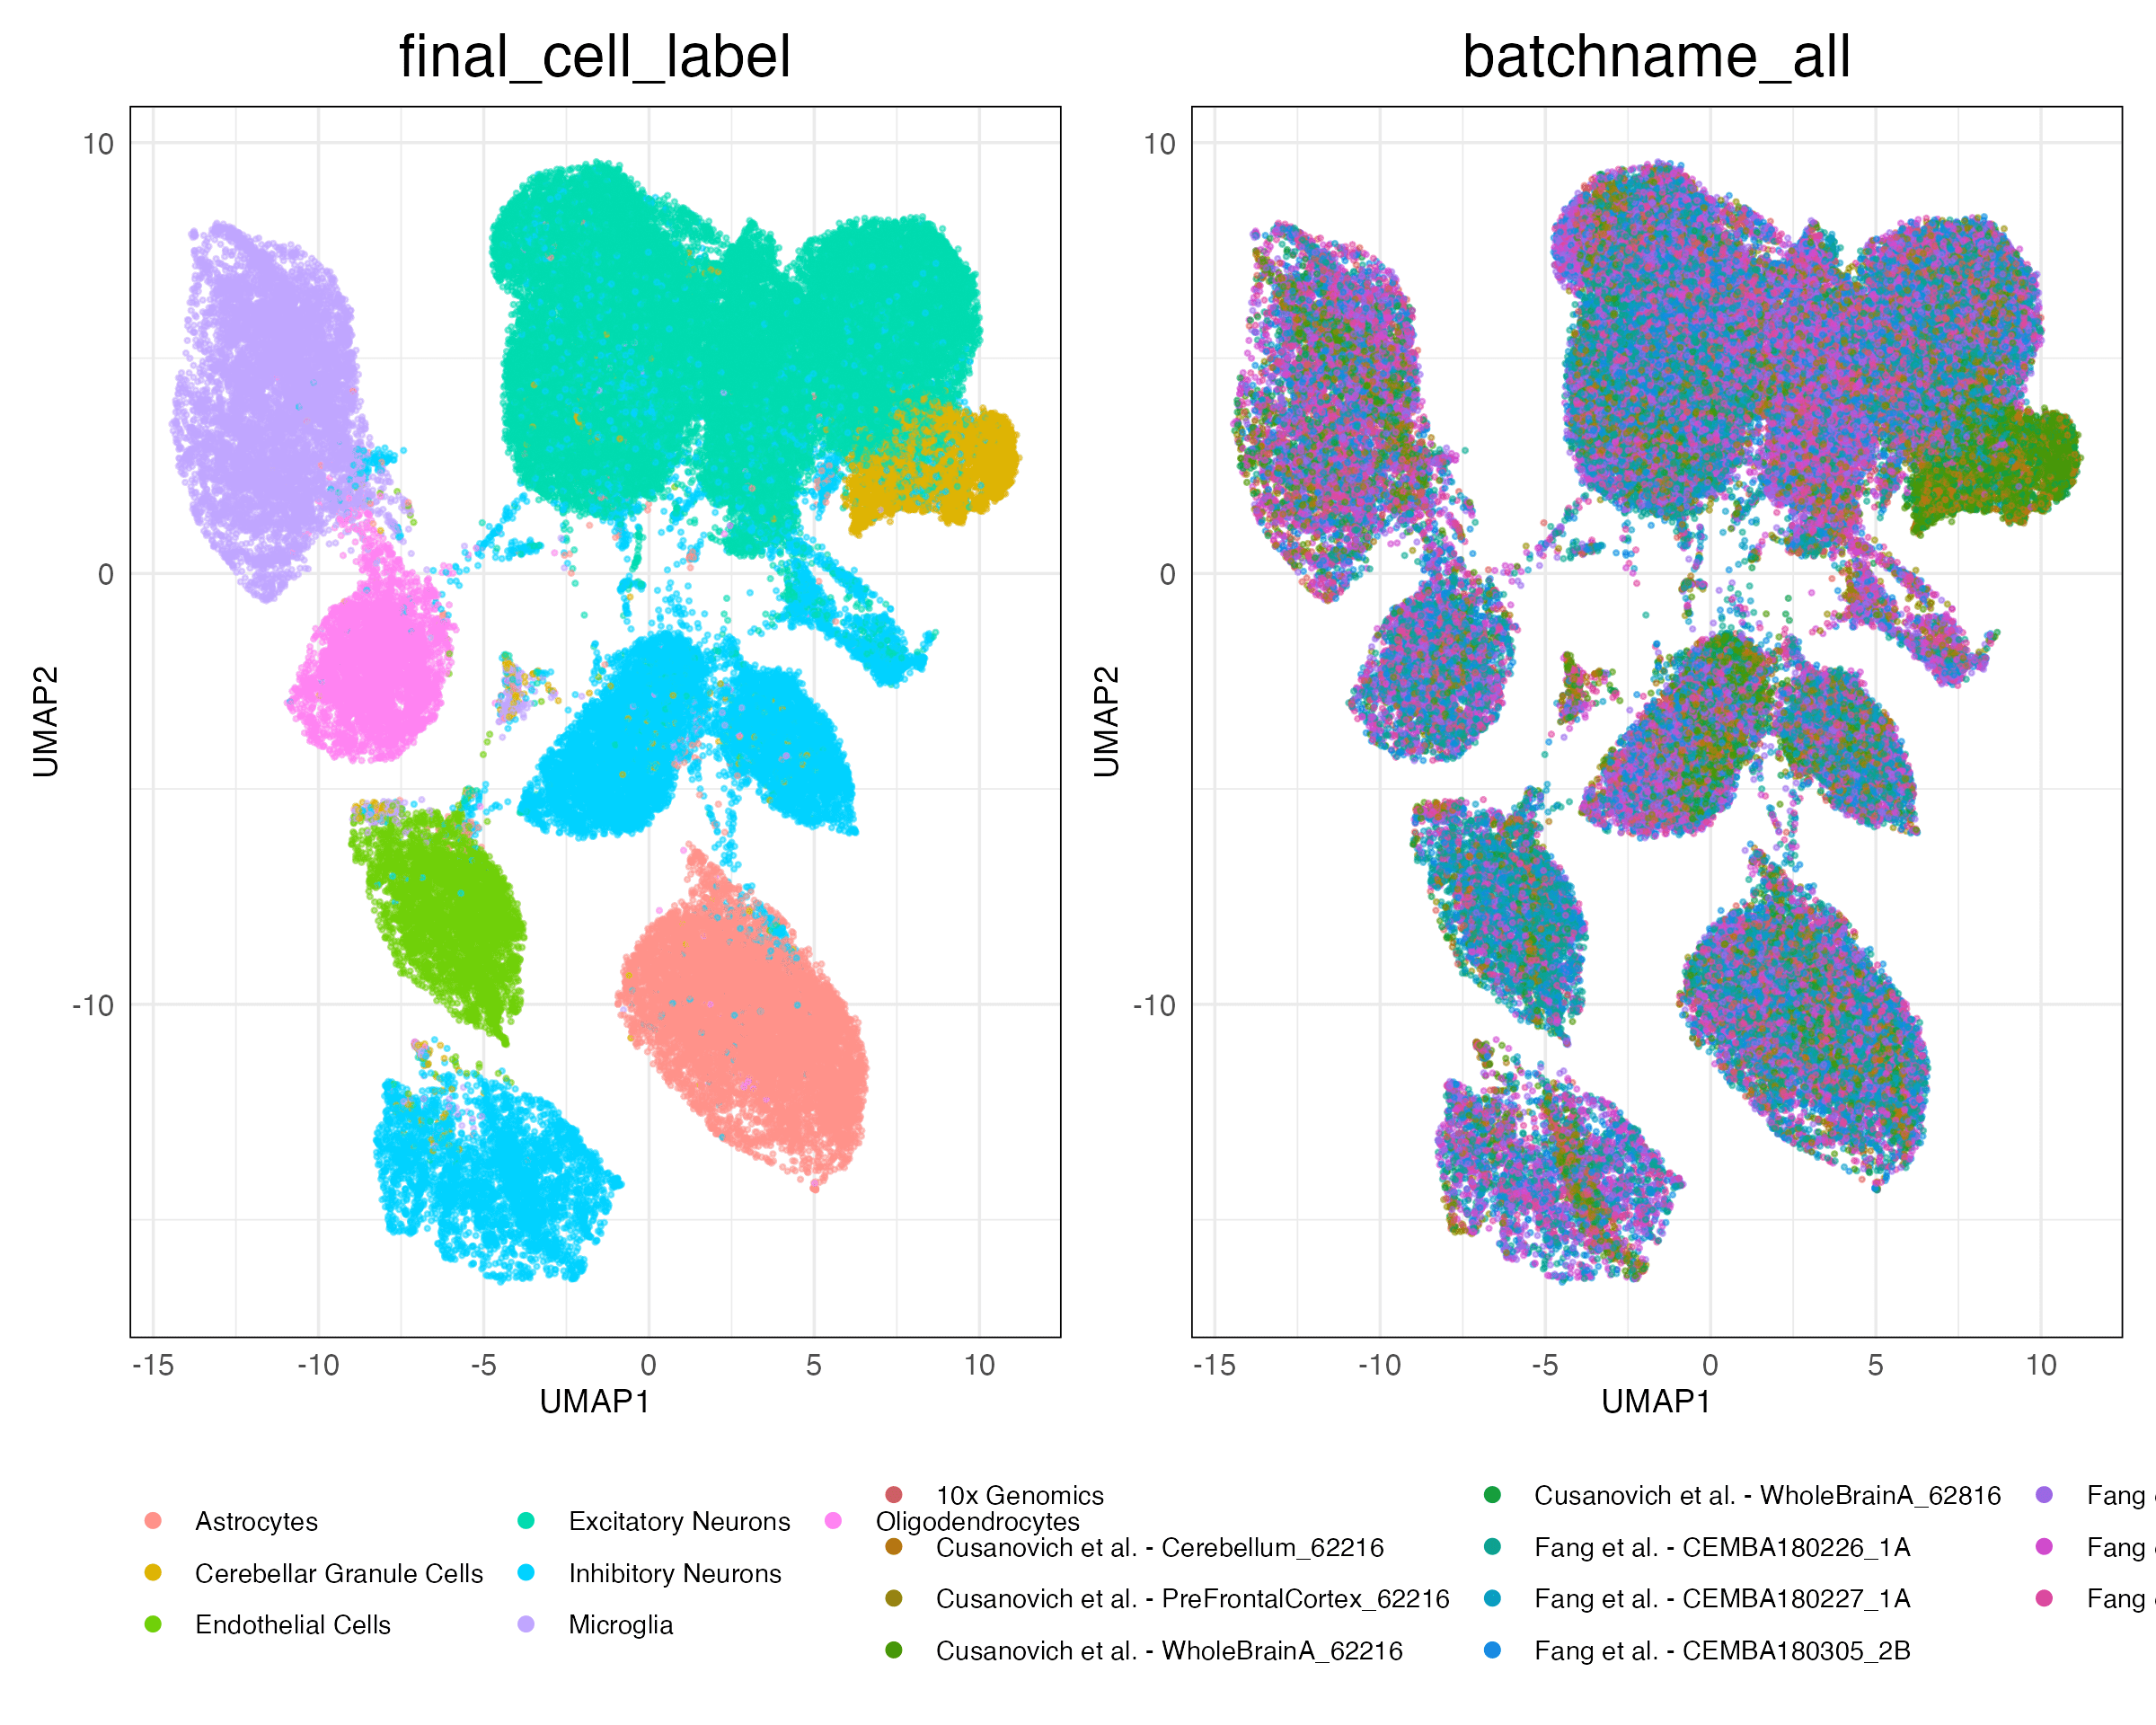 final_cell_label
batchname_all
10
0
-10
UMAP2
-15 -10 -5 0 5 10
UMAP1
10
0
-10
UMAP2
-15 -10 -5 0 5 10
UMAP1
Astrocytes
Cerebellar Granule Cells
Endothelial Cells
Excitatory Neurons
Inhibitory Neurons
Microglia
Oligodendrocytes
10x Genomics
Cusanovich et al. - Cerebellum_62216
Cusanovich et al. - PreFrontalCortex_62216
Cusanovich et al. - WholeBrainA_62216
Cusanovich et al. - WholeBrainA_62816
Fang et al. - CEMBA180226_1A
Fang et al. - CEMBA180227_1A
Fang et al. - CEMBA180305_2B
Fang
Fang
Fang